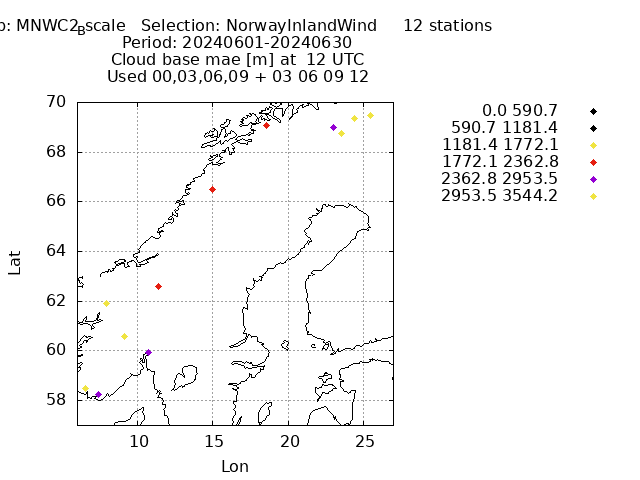 p: MNWC2_Bscale Selection: NorwayInlandWind 12 stations
Period: 20240601-20240630
Cloud base mae [m] at 12 UTC
Used 00,03,06,09 + 03 06 09 12
0.0 590.7
590.7 1181.4
1181.4 1772.1
1772.1 2362.8
2362.8 2953.5
2953.5 3544.2
70
68
66
64
62
60
58
Lat
10 15 20 25
Lon